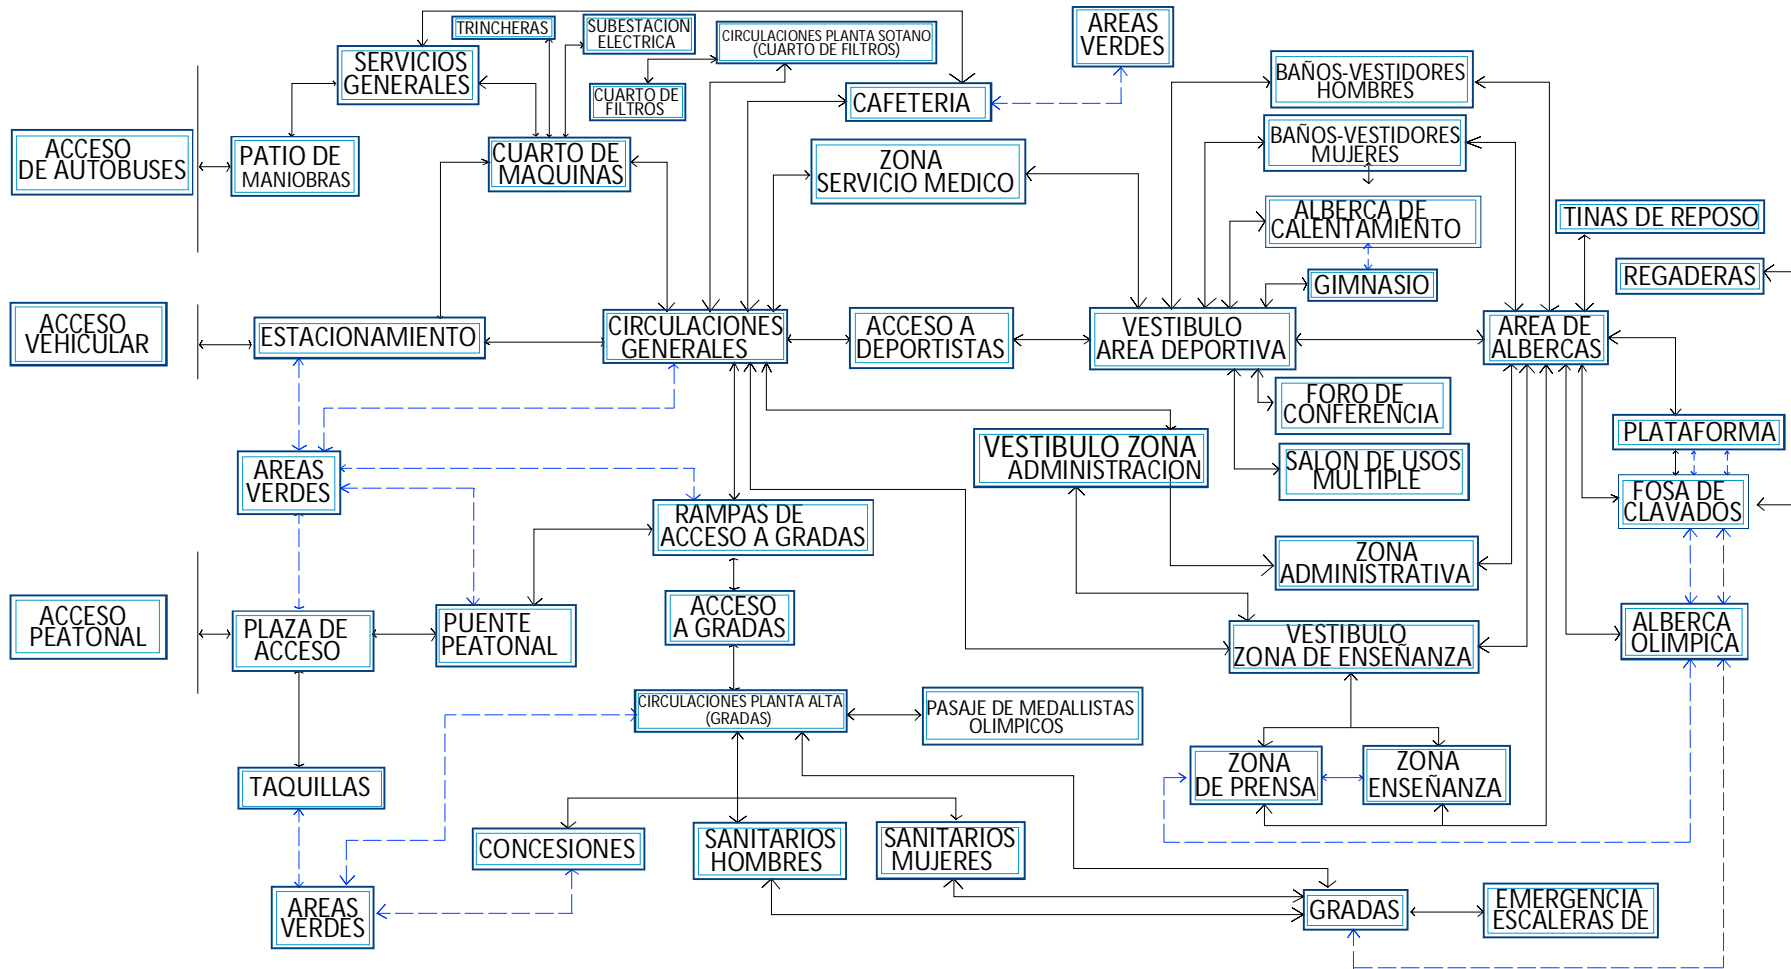 TRINCHERAS
SUBESTACION
ELECTRICA
CIRCULACIONES PLANTA SOTANO
(CUARTO DE FILTROS)
AREAS
VERDES
SERVICIOS
GENERALES
CUARTO DE
FILTROS
CAFETERIA
BAÑOS-VESTIDORES
HOMBRES
ACCESO
DE AUTOBUSES
PATIO DE
MANIOBRAS
CUARTO DE
MAQUINAS
ZONA
SERVICIO MEDICO
BAÑOS-VESTIDORES
MUJERES
ALBERCA DE
CALENTAMIENTO
TINAS DE REPOSO
GIMNASIO
REGADERAS
ACCESO
VEHICULAR
ESTACIONAMIENTO
CIRCULACIONES
GENERALES
ACCESO A
DEPORTISTAS
VESTIBULO
AREA DEPORTIVA
AREA DE
ALBERCAS
FORO DE
CONFERENCIA
VESTIBULO ZONA
ADMINISTRACION
SALON DE USOS
MULTIPLE
PLATAFORMA
AREAS
VERDES
RAMPAS DE
ACCESO A GRADAS
FOSA DE
CLAVADOS
ZONA
ADMINISTRATIVA
ACCESO
PEATONAL
PLAZA DE
ACCESO
PUENTE
PEATONAL
ACCESO
A GRADAS
VESTIBULO
ZONA DE ENSEÑANZA
ALBERCA
OLIMPICA
CIRCULACIONES PLANTA ALTA
(GRADAS)
PASAJE DE MEDALLISTAS
OLIMPICOS
TAQUILLAS
ZONA
DE PRENSA
ZONA
ENSEÑANZA
CONCESIONES
SANITARIOS
HOMBRES
SANITARIOS
MUJERES
AREAS
VERDES
GRADAS
EMERGENCIA
ESCALERAS DE